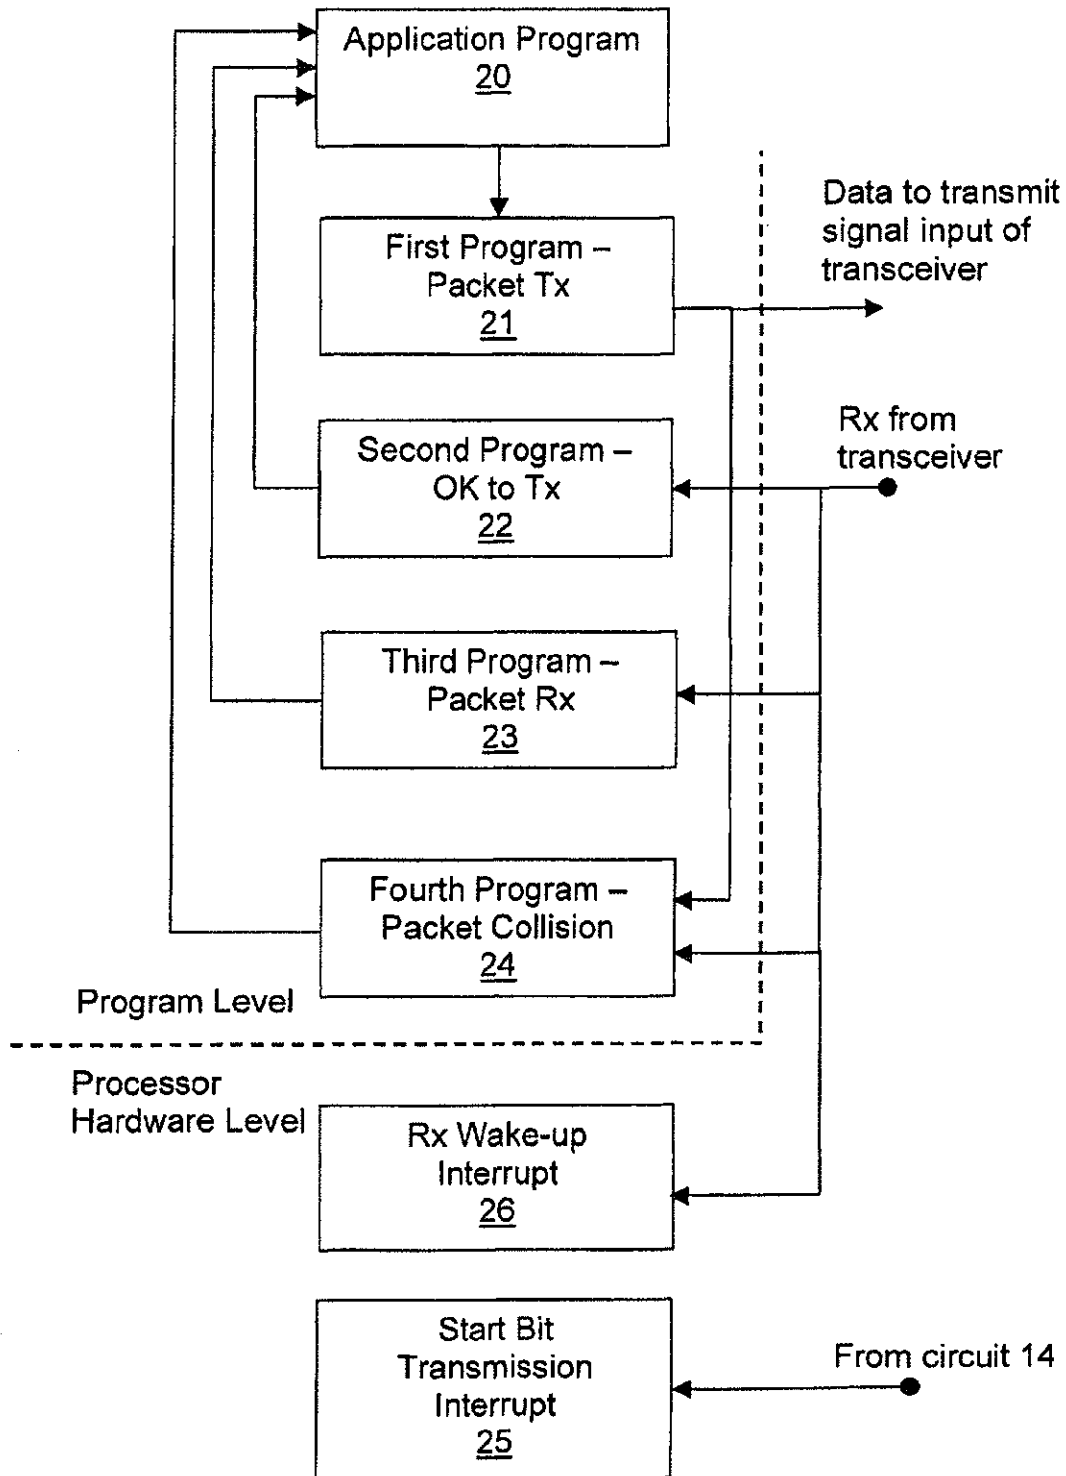 Application Program
20
First Program –
Packet Tx
21
Data to transmit
signal input of
transceiver
Second Program –
OK to Tx
22
Rx from
transceiver
Third Program –
Packet Rx
23
Fourth Program –
Packet Collision
24
Program Level
Processor
Hardware Level
Rx Wake-up
Interrupt
26
Start Bit
Transmission
Interrupt
25
From circuit 14